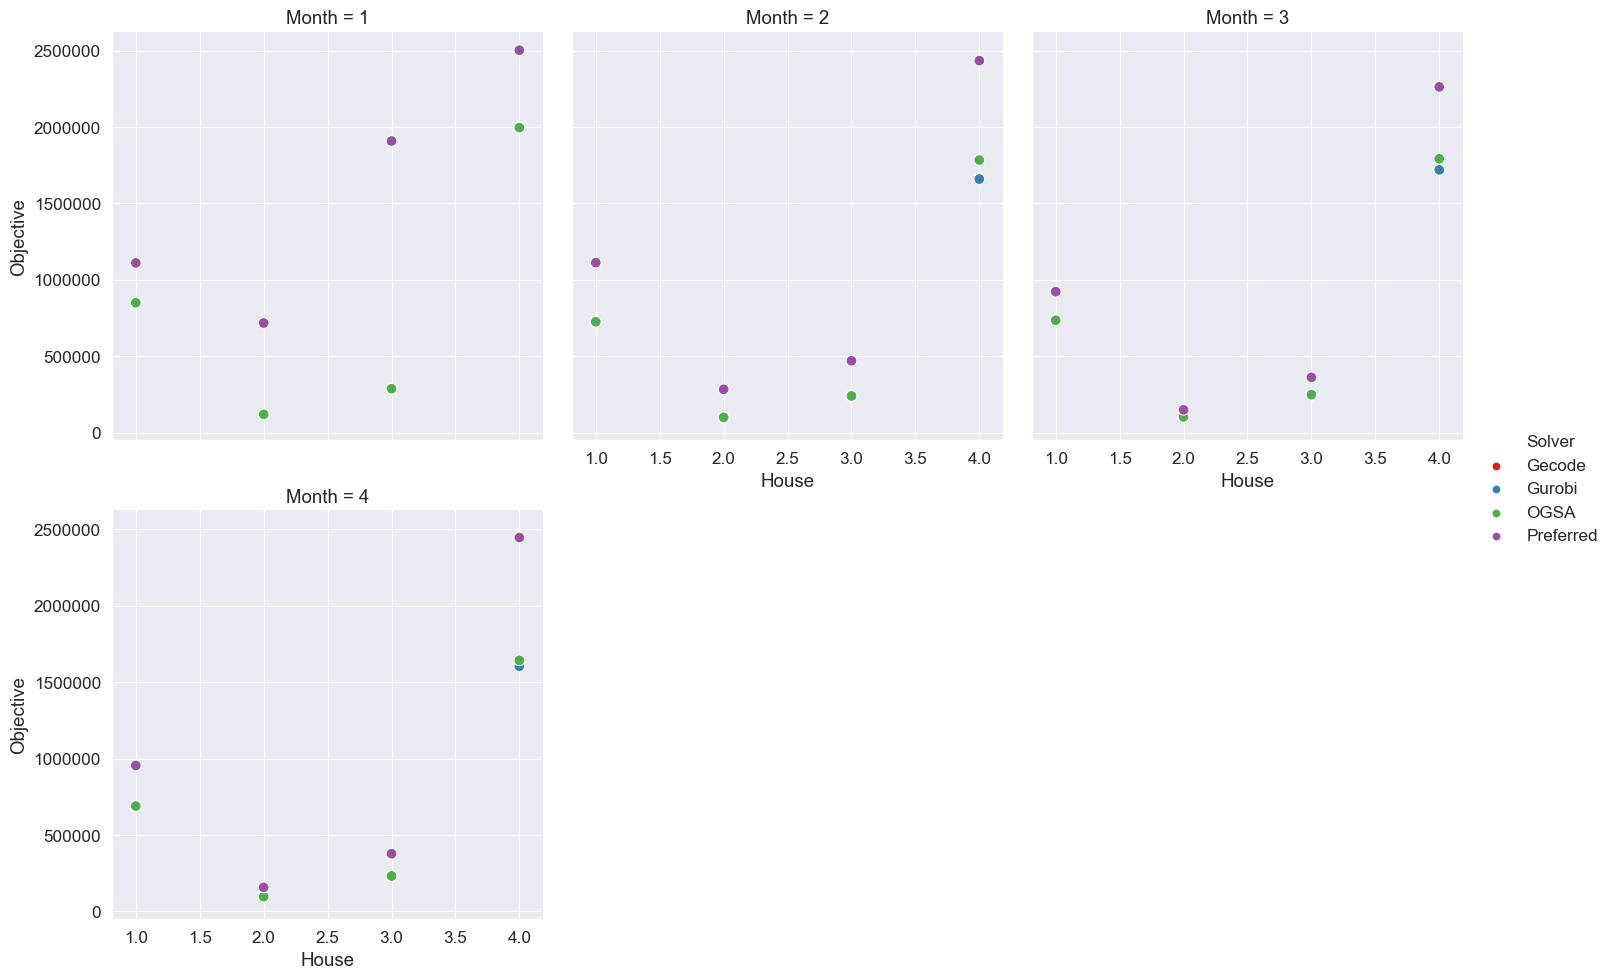 Month = 1
Month = 2
Month = 3
2500000
2000000
1500000
1000000
500000
0
Objective
1.0 1.5 2.0 2.5 3.0 3.5 4.0
House
1.0 1.5 2.0 2.5 3.0 3.5 4.0
House
Solver
Gecode
Gurobi
OGSA
Preferred
Month = 4
2500000
2000000
1500000
1000000
500000
0
Objective
1.0 1.5 2.0 2.5 3.0 3.5 4.0
House